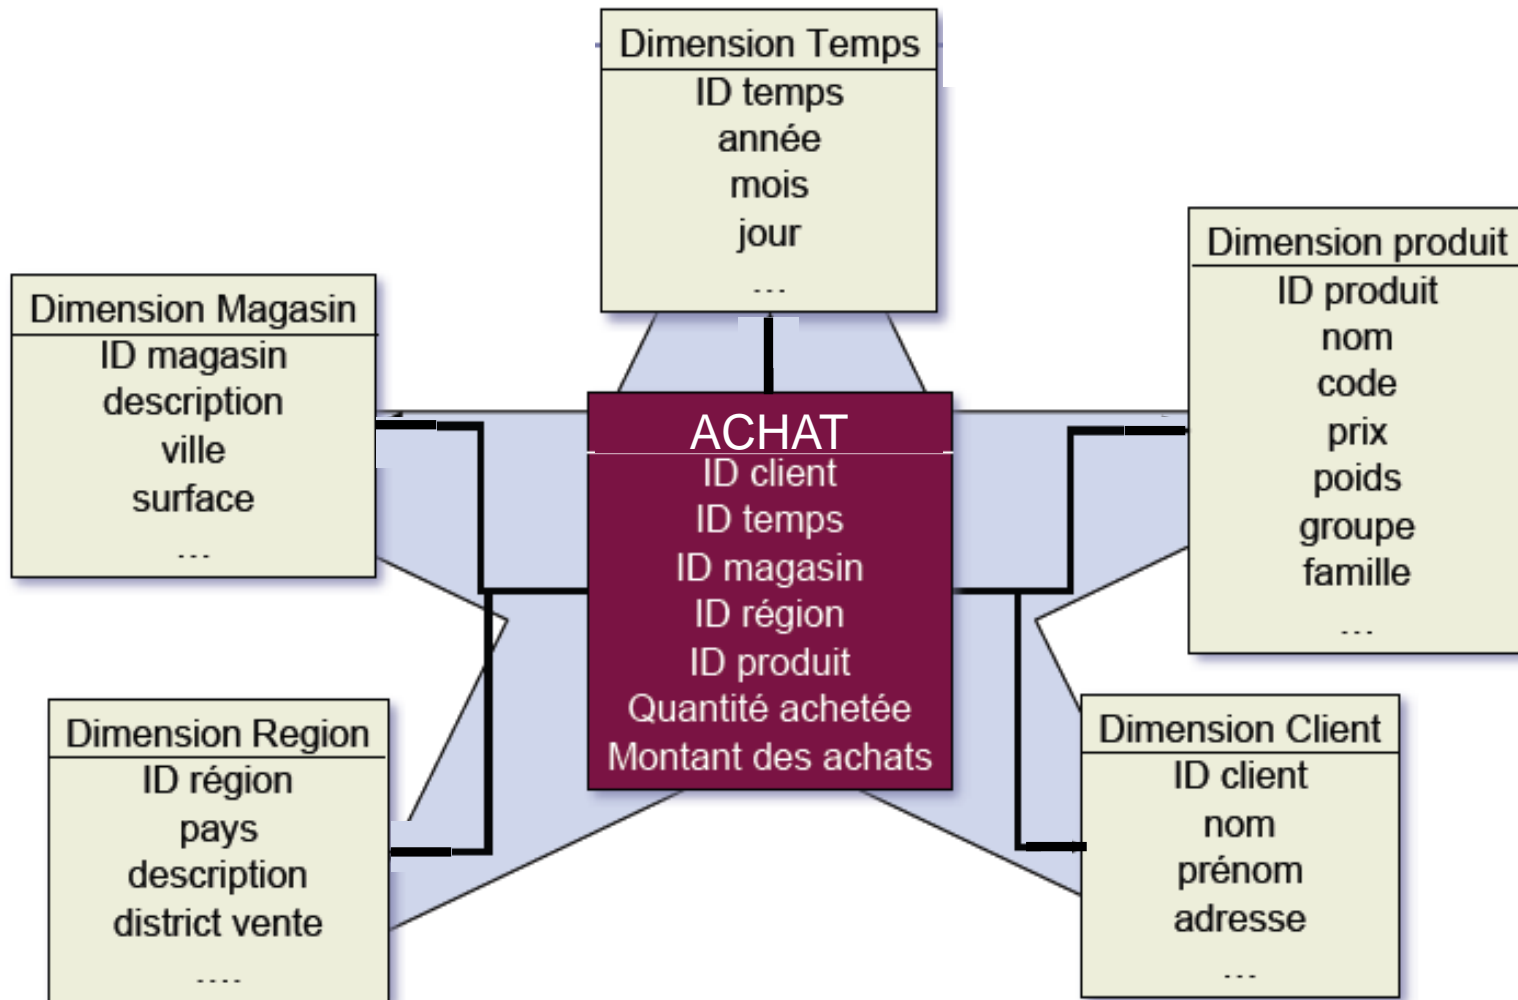 Dimension Temps
ID temps
année
mois
jour
...
Dimension Magasin
ID magasin
description
ville
surface
...
ACHAT
ID client
ID temps
ID magasin
ID région
ID produit
Quantité achetée
Montant des achats
Dimension produit
ID produit
nom
code
prix
poids
groupe
famille
...
Dimension Region
ID région
pays
description
district vente
....
Dimension Client
ID client
nom
prénom
adresse
...